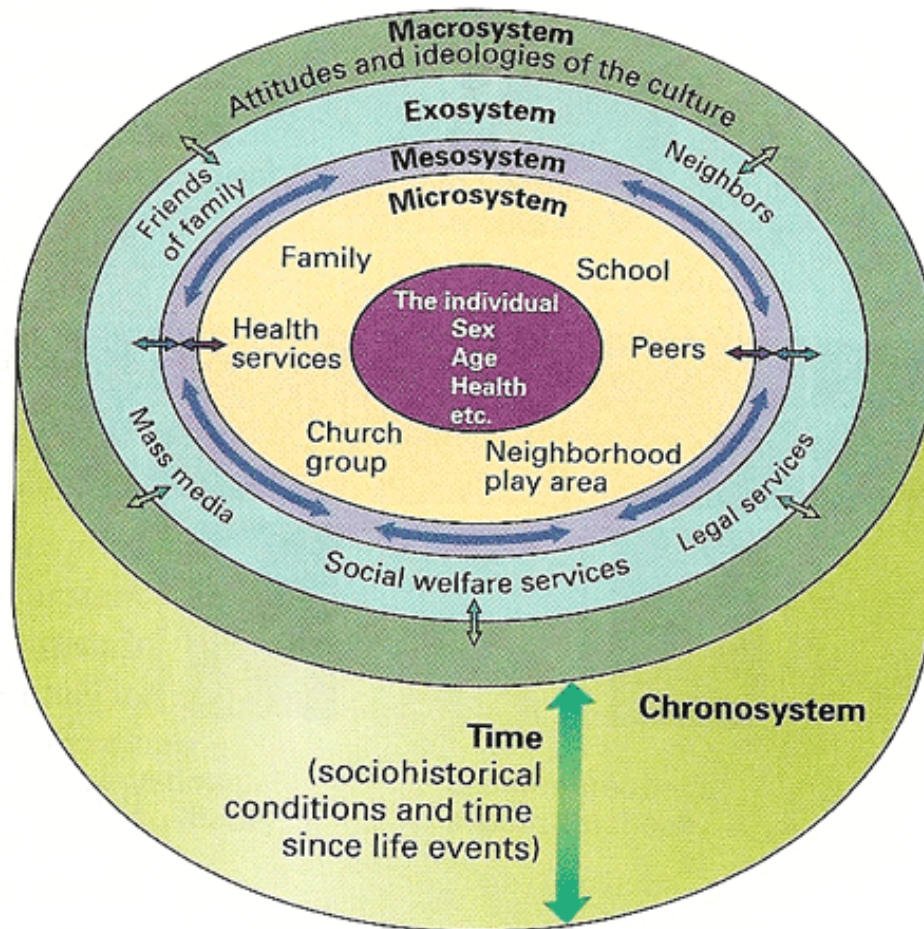 Macrosystem
Attitudes and ideologies of the culture
Exosystem
Mesosystem
Microsystem
Friends
of family
Neighbors
Family
School
The individual
Sex
Age
Health
etc.
Health
services
Peers
Church
group
Neighborhood
play area
Mass media
Social welfare services
Legal services
Chronosystem
Time
(sociohistorical
conditions and time
since life events)